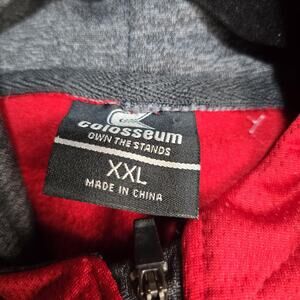 COLOSSEUM
OWN THE STANDS
XXL
MADE IN CHINA